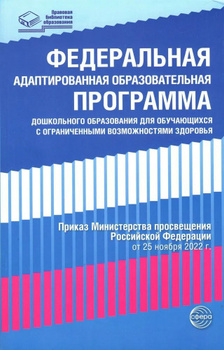 Правовая
библиотека
образования
ФЕДЕРАЛЬНАЯ
АДАПТИРОВАННАЯ ОБРАЗОВАТЕЛЬНАЯ
ПРОГРАММА
ДОШКОЛЬНОГО ОБРАЗОВАНИЯ ДЛЯ ОБУЧАЮЩИХСЯ
С ОГРАНИЧЕННЫМИ ВОЗМОЖНОСТЯМИ ЗДОРОВЬЯ
Приказ Министерства просвещения
Российской Федерации
от 25 ноября 2022 г.
сфера